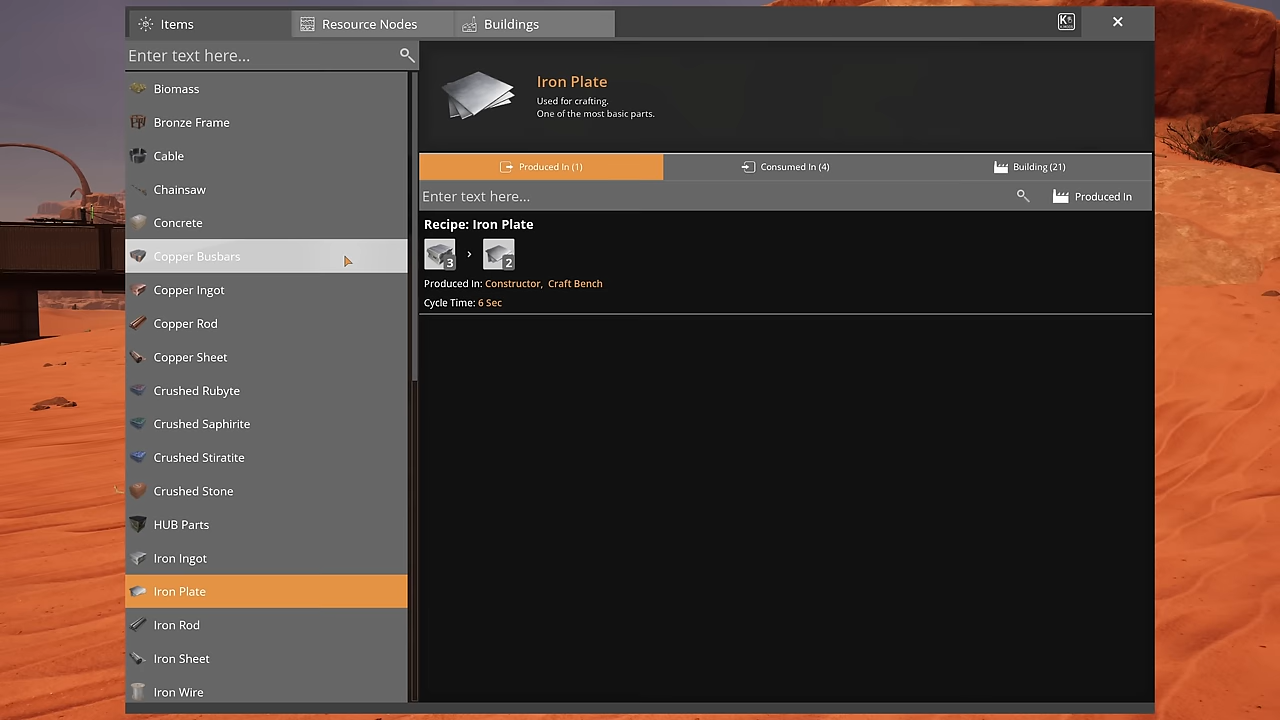 Items
Resource Nodes
Buildings
Enter text here...
Biomass
Bronze Frame
Cable
Chainsaw
Concrete
Copper Busbars
Copper Ingot
Copper Rod
Copper Sheet
Crushed Rubyte
Crushed Saphirite
Crushed Stiratite
Crushed Stone
HUB Parts
Iron Ingot
Iron Plate
Iron Rod
Iron Sheet
Iron Wire
Iron Plate
Used for crafting.
One of the most basic parts.
Produced In (1)
Consumed In (4)
Building (21)
Enter text here...
Produced In
Recipe: Iron Plate
3 › 2
Produced In: Constructor, Craft Bench
Cycle Time: 6 Sec